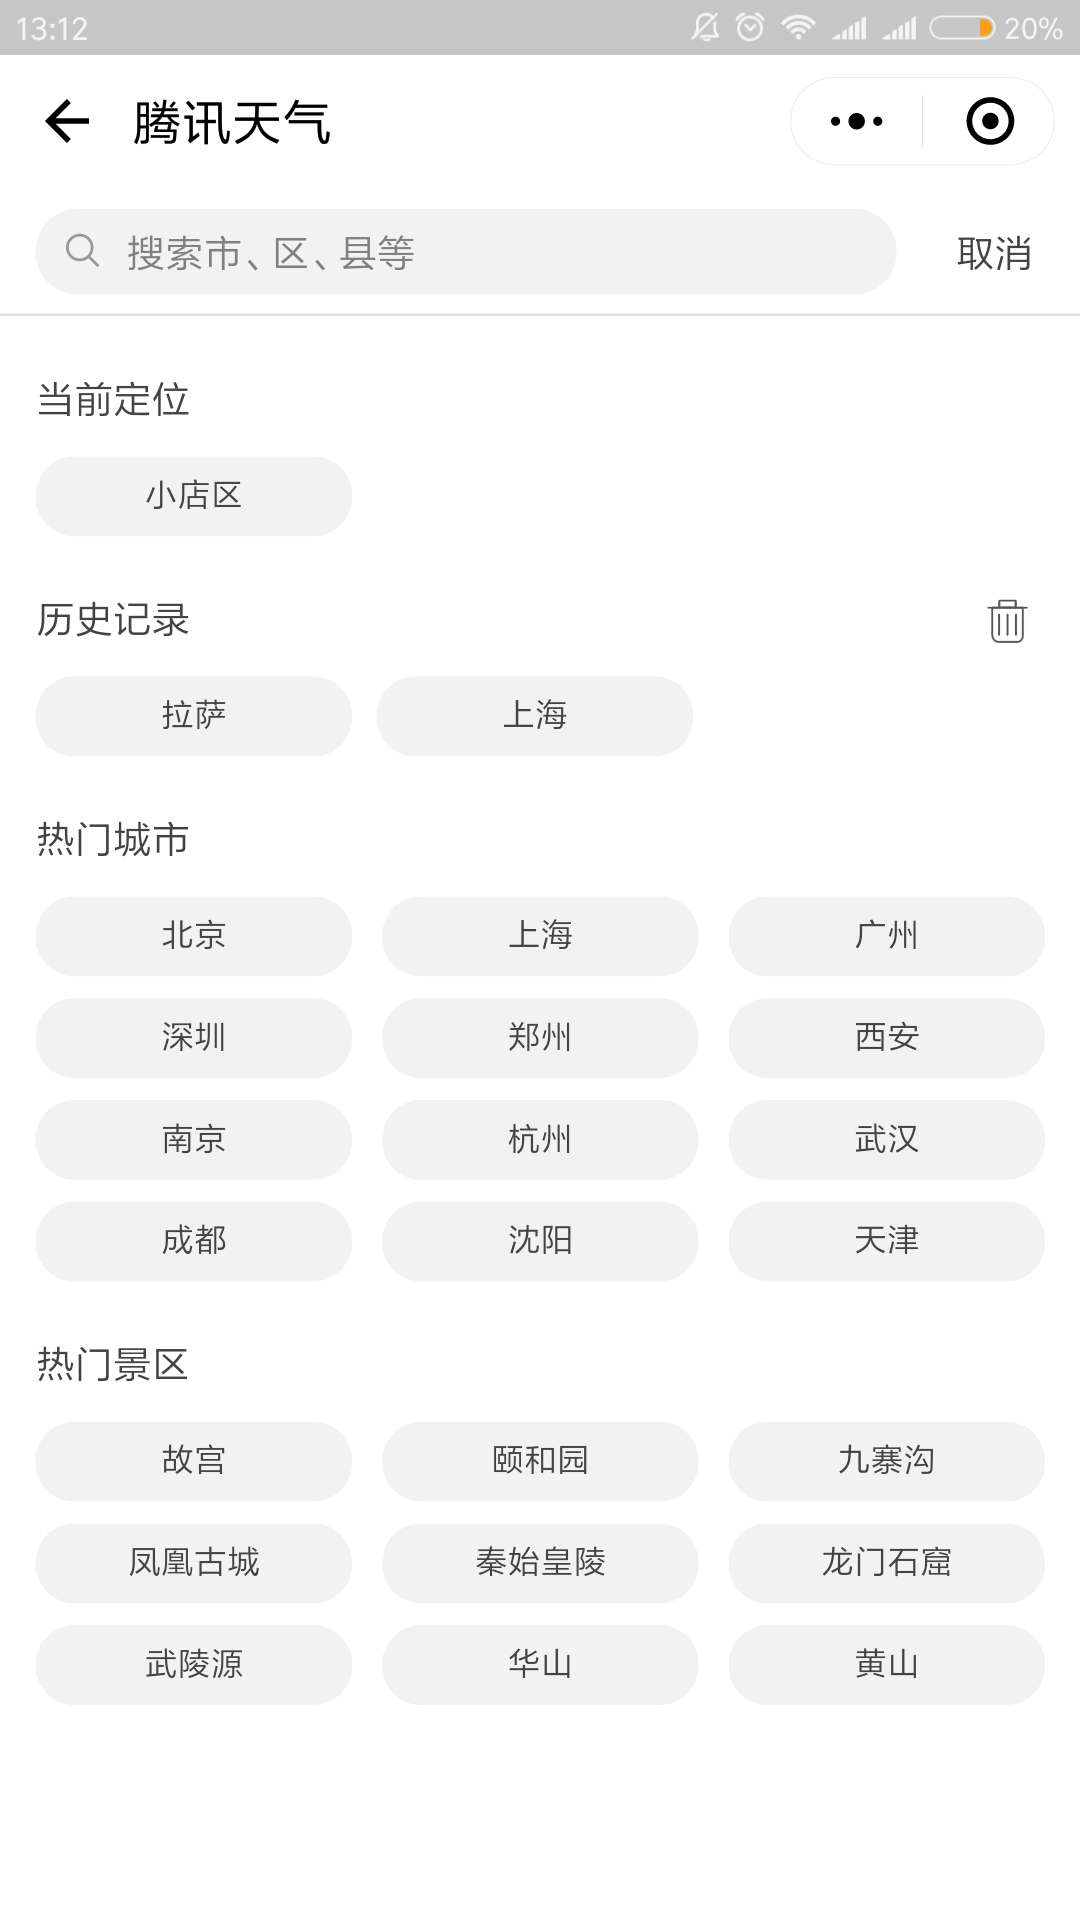 13:12 20%
腾讯天气
搜索市、区、县等 取消
当前定位
小店区
历史记录
拉萨 上海
热门城市
北京 上海 广州
深圳 郑州 西安
南京 杭州 武汉
成都 沈阳 天津
热门景区
故宫 颐和园 九寨沟
凤凰古城 秦始皇陵 龙门石窟
武陵源 华山 黄山